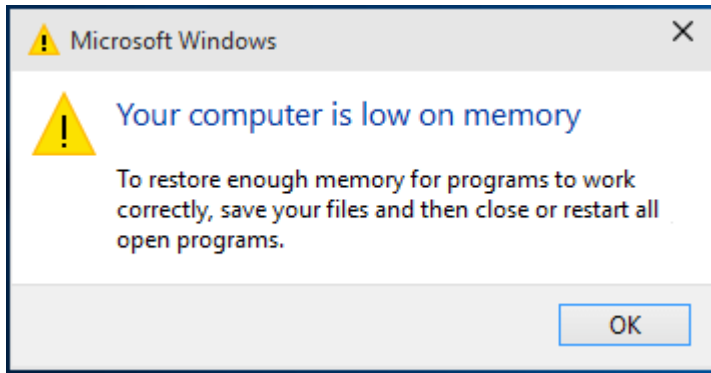 Microsoft Windows
Your computer is low on memory
To restore enough memory for programs to work
correctly, save your files and then close or restart all
open programs.
OK